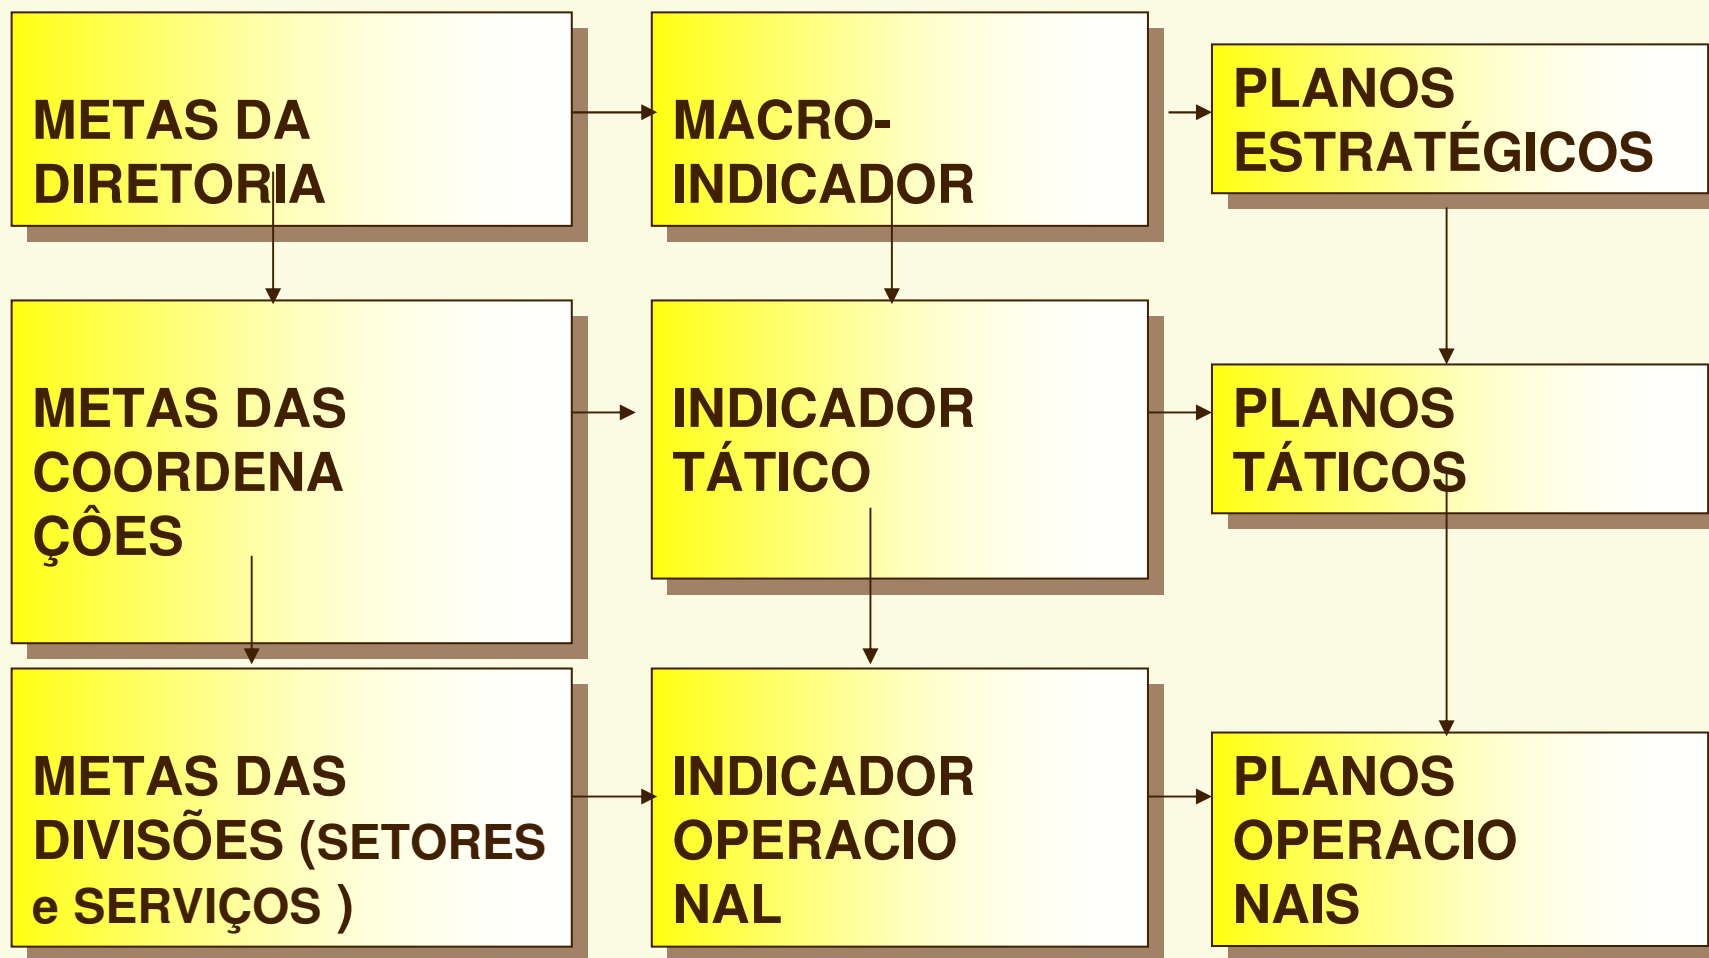 METAS DA
DIRETORIA
MACRO-
INDICADOR
PLANOS
ESTRATÉGICOS
METAS DAS
COORDENA
ÇÔES
INDICADOR
TÁTICO
PLANOS
TÁTICOS
METAS DAS
DIVISÕES (SETORES
e SERVIÇOS )
INDICADOR
OPERACIO
NAL
PLANOS
OPERACIO
NAIS